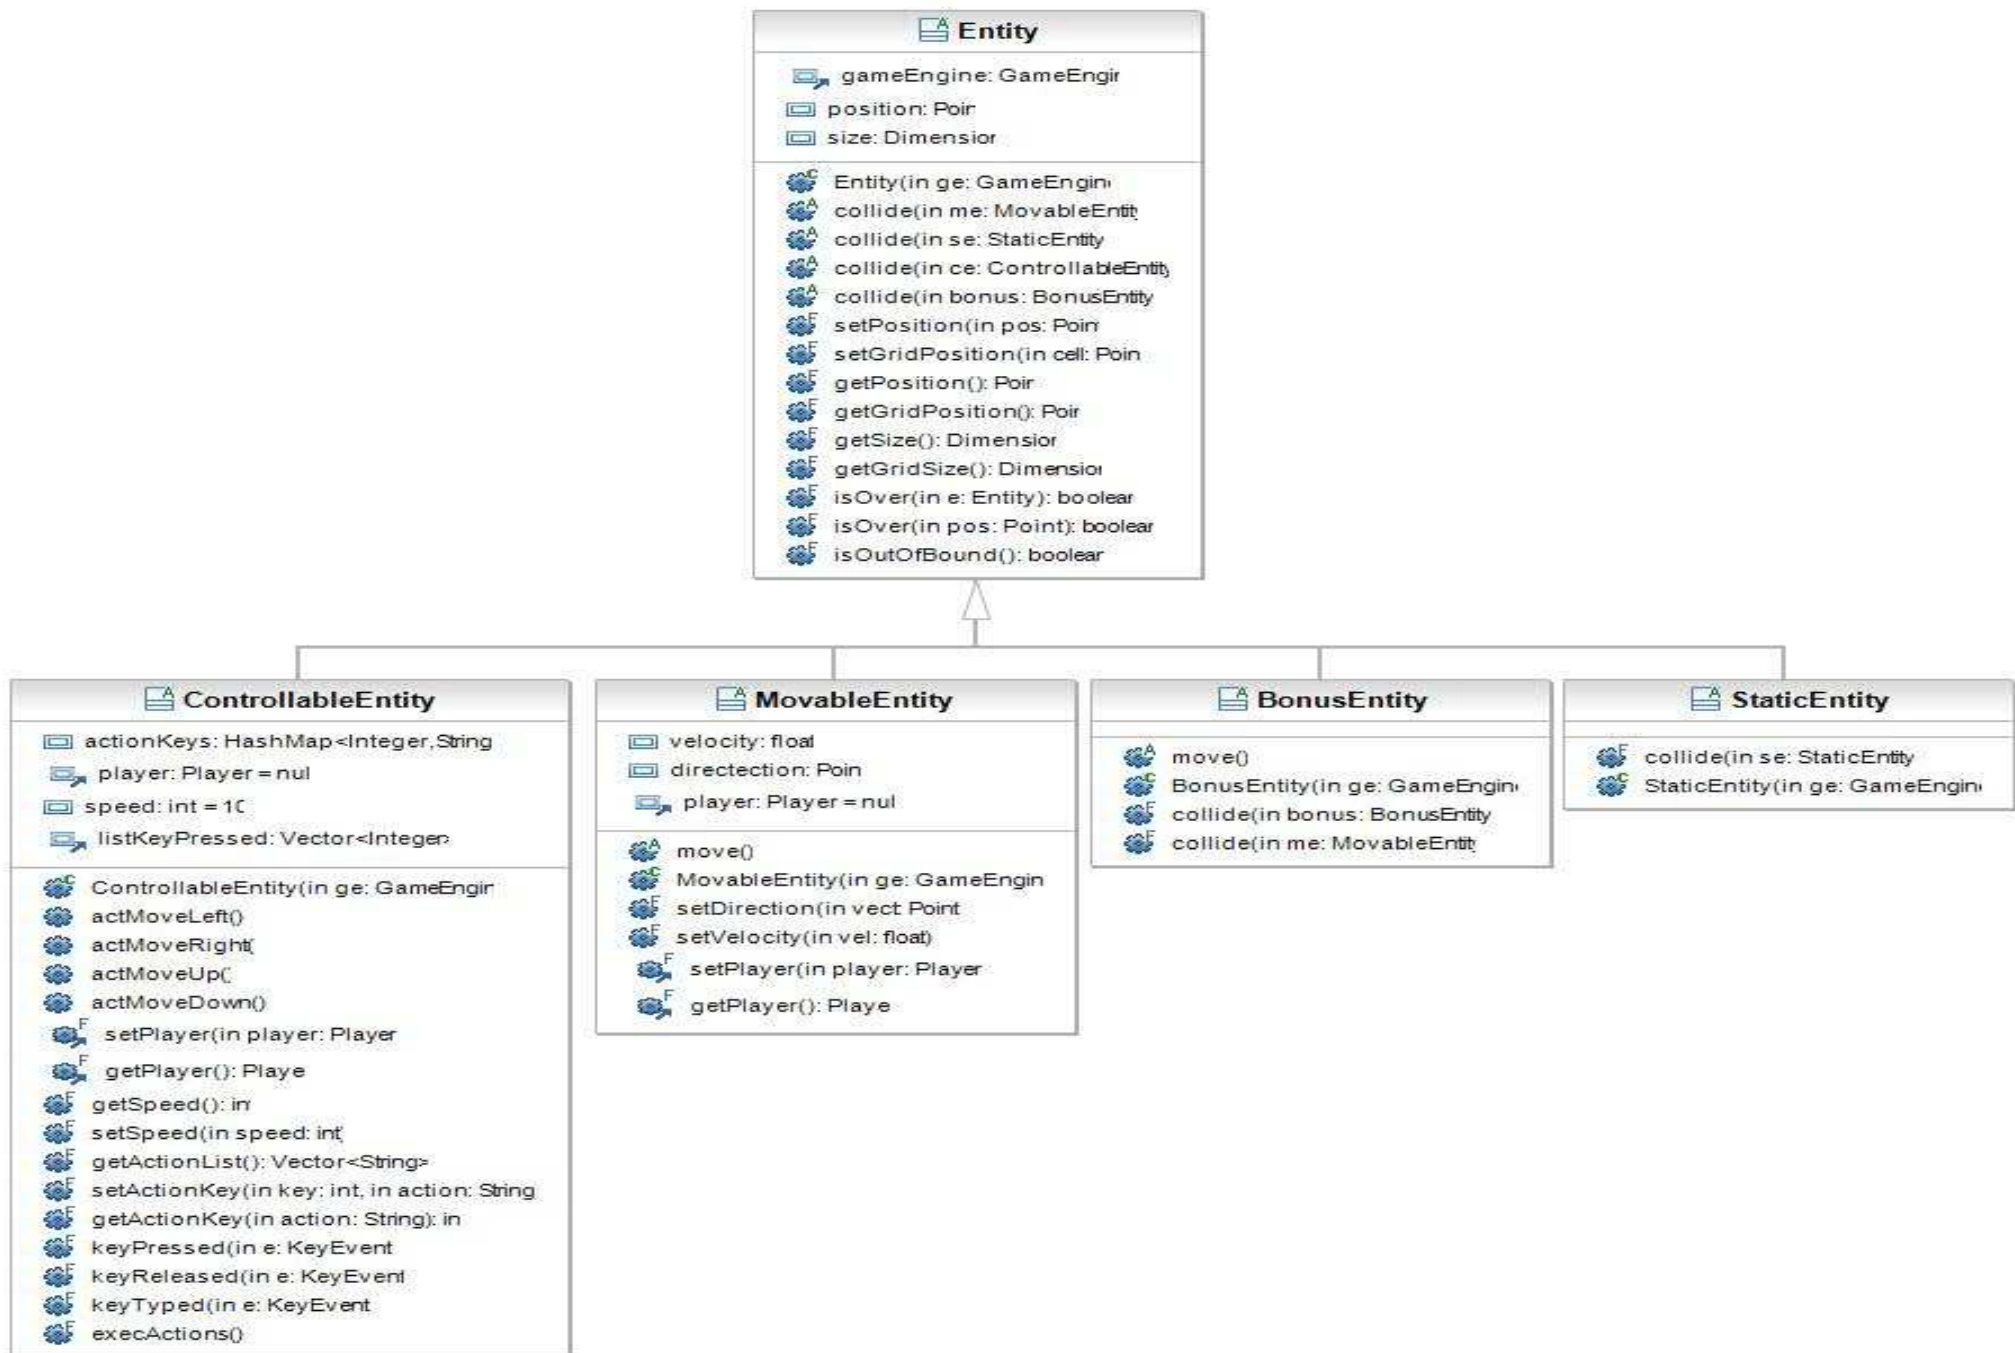 Entity
gameEngine: GameEngir
position: Poir
size: Dimensior
Entity(in ge: GameEngin
collide(in me: MovableEntit
collide(in se: StaticEntity
collide(in ce: ControllableEntit
collide(in bonus: BonusEntity
setPosition(in pos: Poin
setGridPosition(in cell: Poin
getPosition(): Poir
getGridPosition(): Poir
getSize(): Dimensior
getGridSize(): Dimensior
isOver(in e: Entity): boolear
isOver(in pos: Point): boolear
isOutOfBound(): boolear
ControllableEntity
actionKeys: HashMap<Integer,String
player: Player = nul
speed: int = 10
listKeyPressed: Vector<Integer>
ControllableEntity(in ge: GameEngir
actMoveLeft()
actMoveRight(
actMoveUp(
actMoveDown()
setPlayer(in player: Player
getPlayer(): Playe
getSpeed(): in
setSpeed(in speed: int
getActionList(): Vector<String>
setActionKey(in key: int, in action: String
getActionKey(in action: String): in
keyPressed(in e: KeyEvent
keyReleased(in e: KeyEvent
keyTyped(in e: KeyEvent
execActions()
MovableEntity
velocity: float
directection: Poin
player: Player = nul
move()
MovableEntity(in ge: GameEngin
setDirection(in vect: Point
setVelocity(in vel: float)
setPlayer(in player: Player
getPlayer(): Playe
BonusEntity
move()
BonusEntity(in ge: GameEngin
collide(in bonus: BonusEntity
collide(in me: MovableEntit
StaticEntity
collide(in se: StaticEntity
StaticEntity(in ge: GameEngin